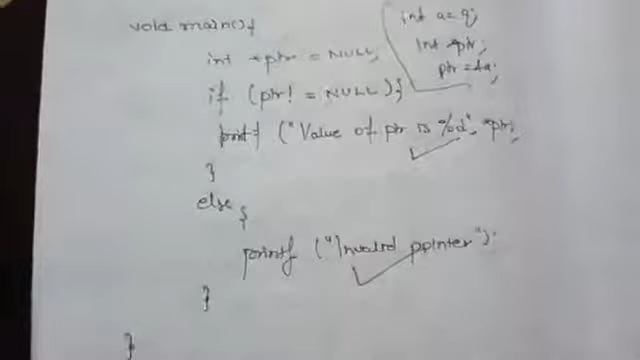 void main(){
int *ptr = NULL;
if (ptr! = NULL){
printf ("Value of ptr is %d", *ptr);
}
else {
printf ("Invalid pointer");
}
}
int a = 9;
int *ptr;
ptr = &a;